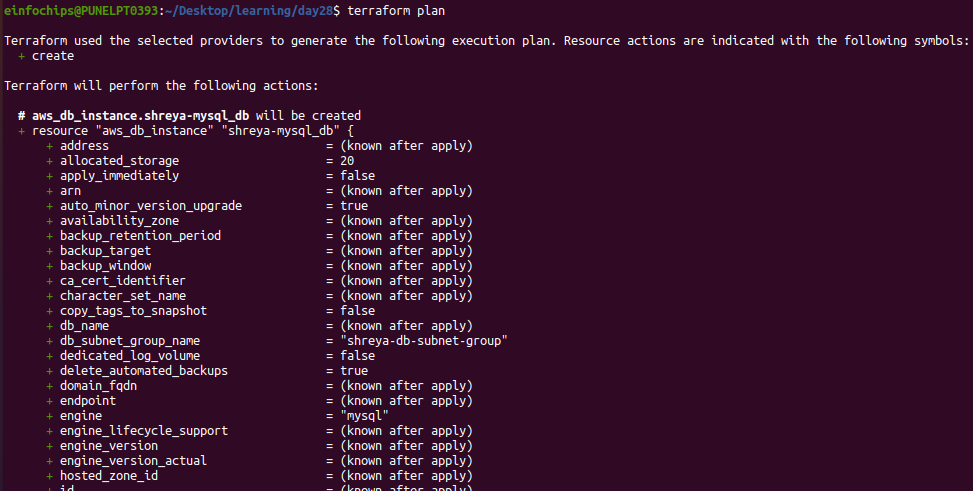 einfochips@PUNELPT0393:~/Desktop/learning/day28$ terraform plan
Terraform used the selected providers to generate the following execution plan. Resource actions are indicated with the following symbols:
+ create
Terraform will perform the following actions:
# aws_db_instance.shreya-mysql_db will be created
+ resource "aws_db_instance" "shreya-mysql_db" {
+ address = (known after apply)
+ allocated_storage = 20
+ apply_immediately = false
+ arn = (known after apply)
+ auto_minor_version_upgrade = true
+ availability_zone = (known after apply)
+ backup_retention_period = (known after apply)
+ backup_target = (known after apply)
+ backup_window = (known after apply)
+ ca_cert_identifier = (known after apply)
+ character_set_name = (known after apply)
+ copy_tags_to_snapshot = false
+ db_name = (known after apply)
+ db_subnet_group_name = "shreya-db-subnet-group"
+ dedicated_log_volume = false
+ delete_automated_backups = true
+ domain_fqdn = (known after apply)
+ endpoint = (known after apply)
+ engine = "mysql"
+ engine_lifecycle_support = (known after apply)
+ engine_version = (known after apply)
+ engine_version_actual = (known after apply)
+ hosted_zone_id = (known after apply)
+ id = (known after apply)